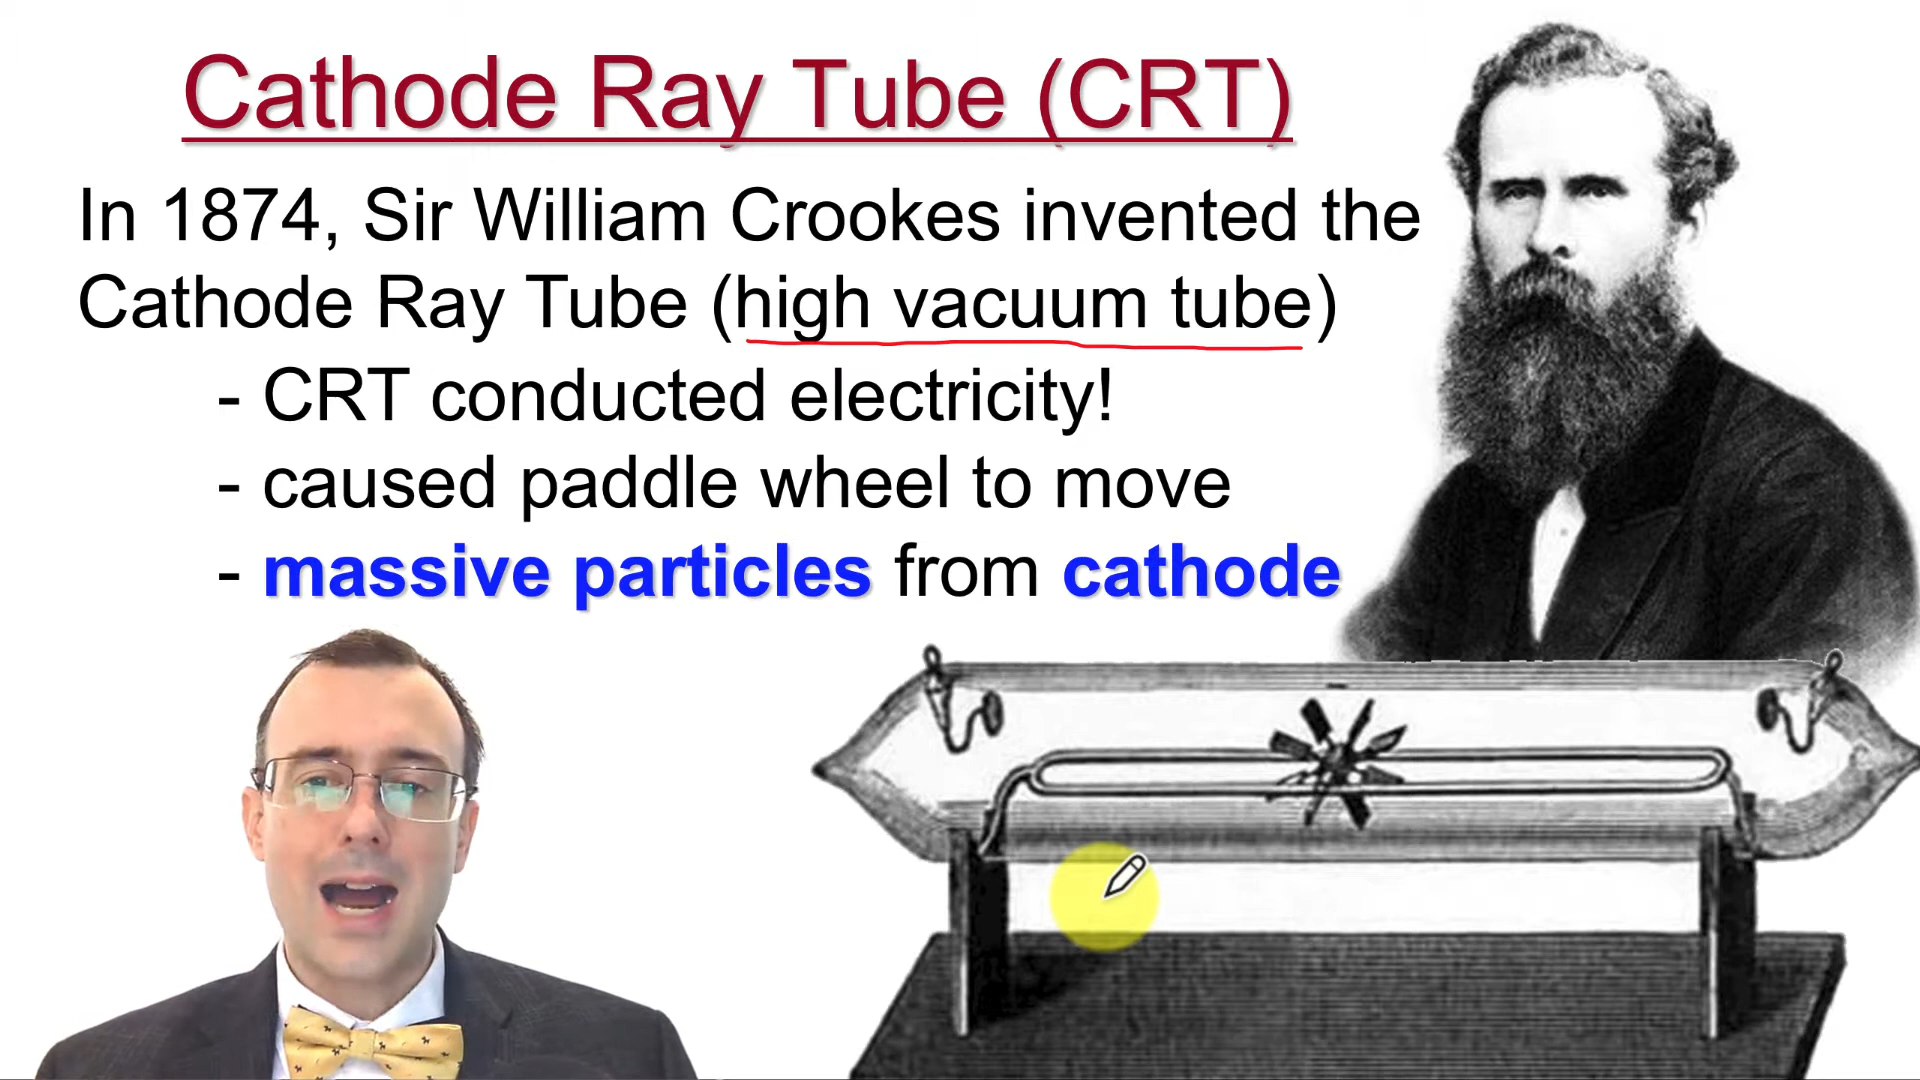 Cathode Ray Tube (CRT)
In 1874, Sir William Crookes invented the
Cathode Ray Tube (high vacuum tube)
- CRT conducted electricity!
- caused paddle wheel to move
- massive particles from cathode